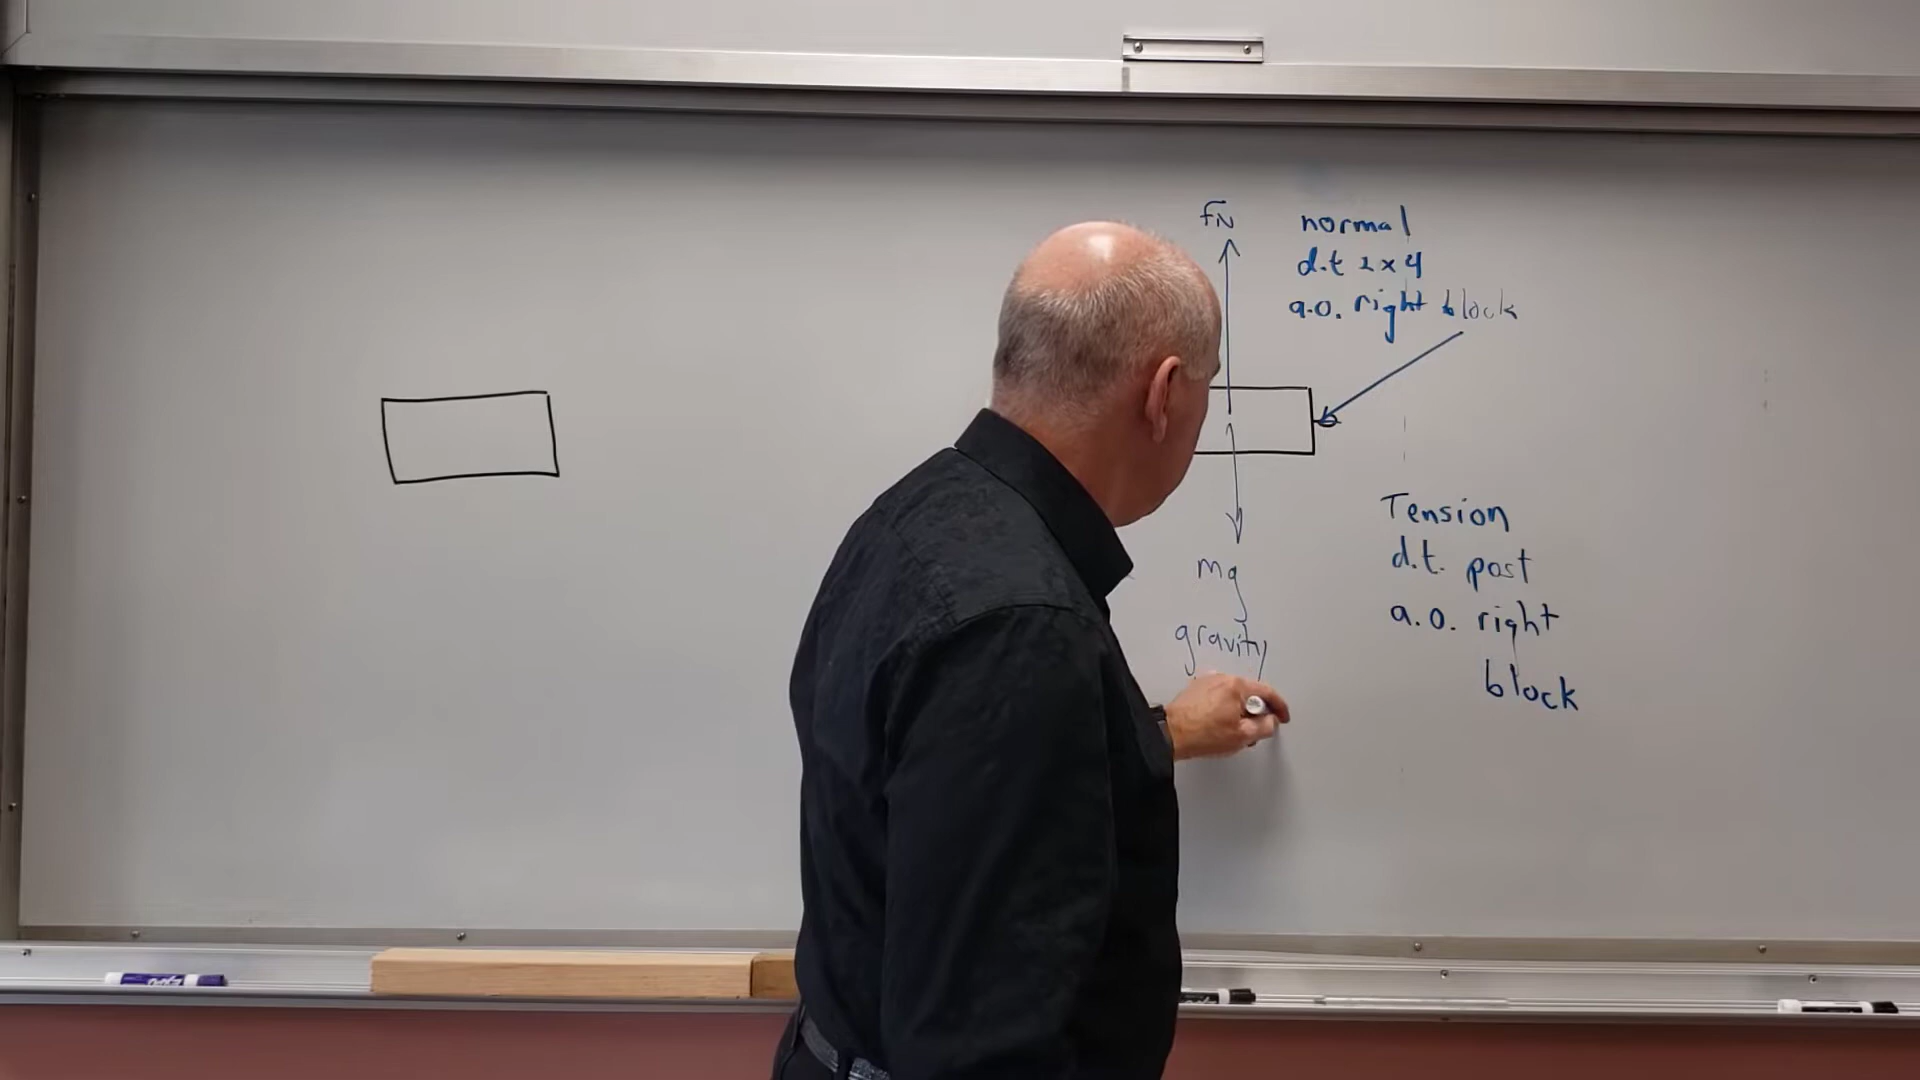 FN
normal
d.t 2x4
a.o. right block
mg
gravity
Tension
d.t. post
a.o. right
block